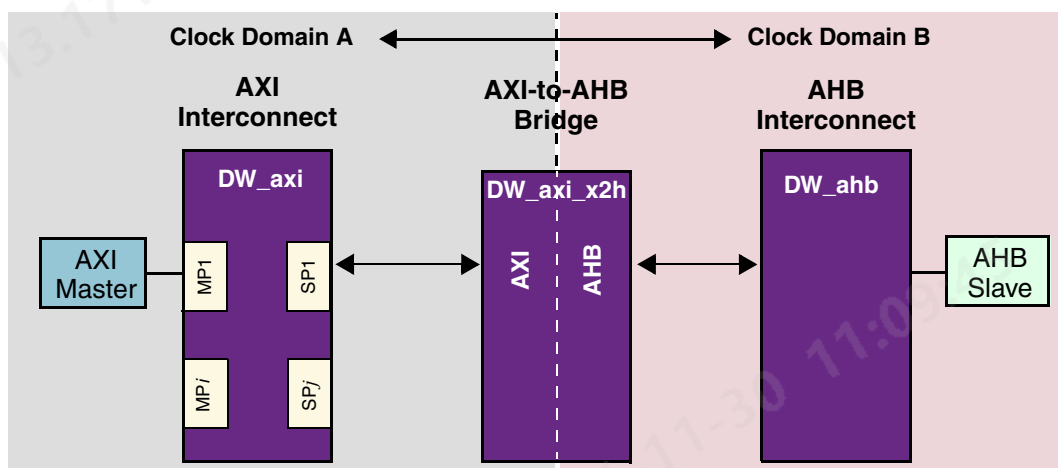 Clock Domain A
Clock Domain B
AXI
Interconnect
AXI-to-AHB
Bridge
AHB
Interconnect
DW_axi
DW_axi_x2h
DW_ahb
AXI
Master
MP1
SP1
AXI
AHB
AHB
Slave
MPi
SPj